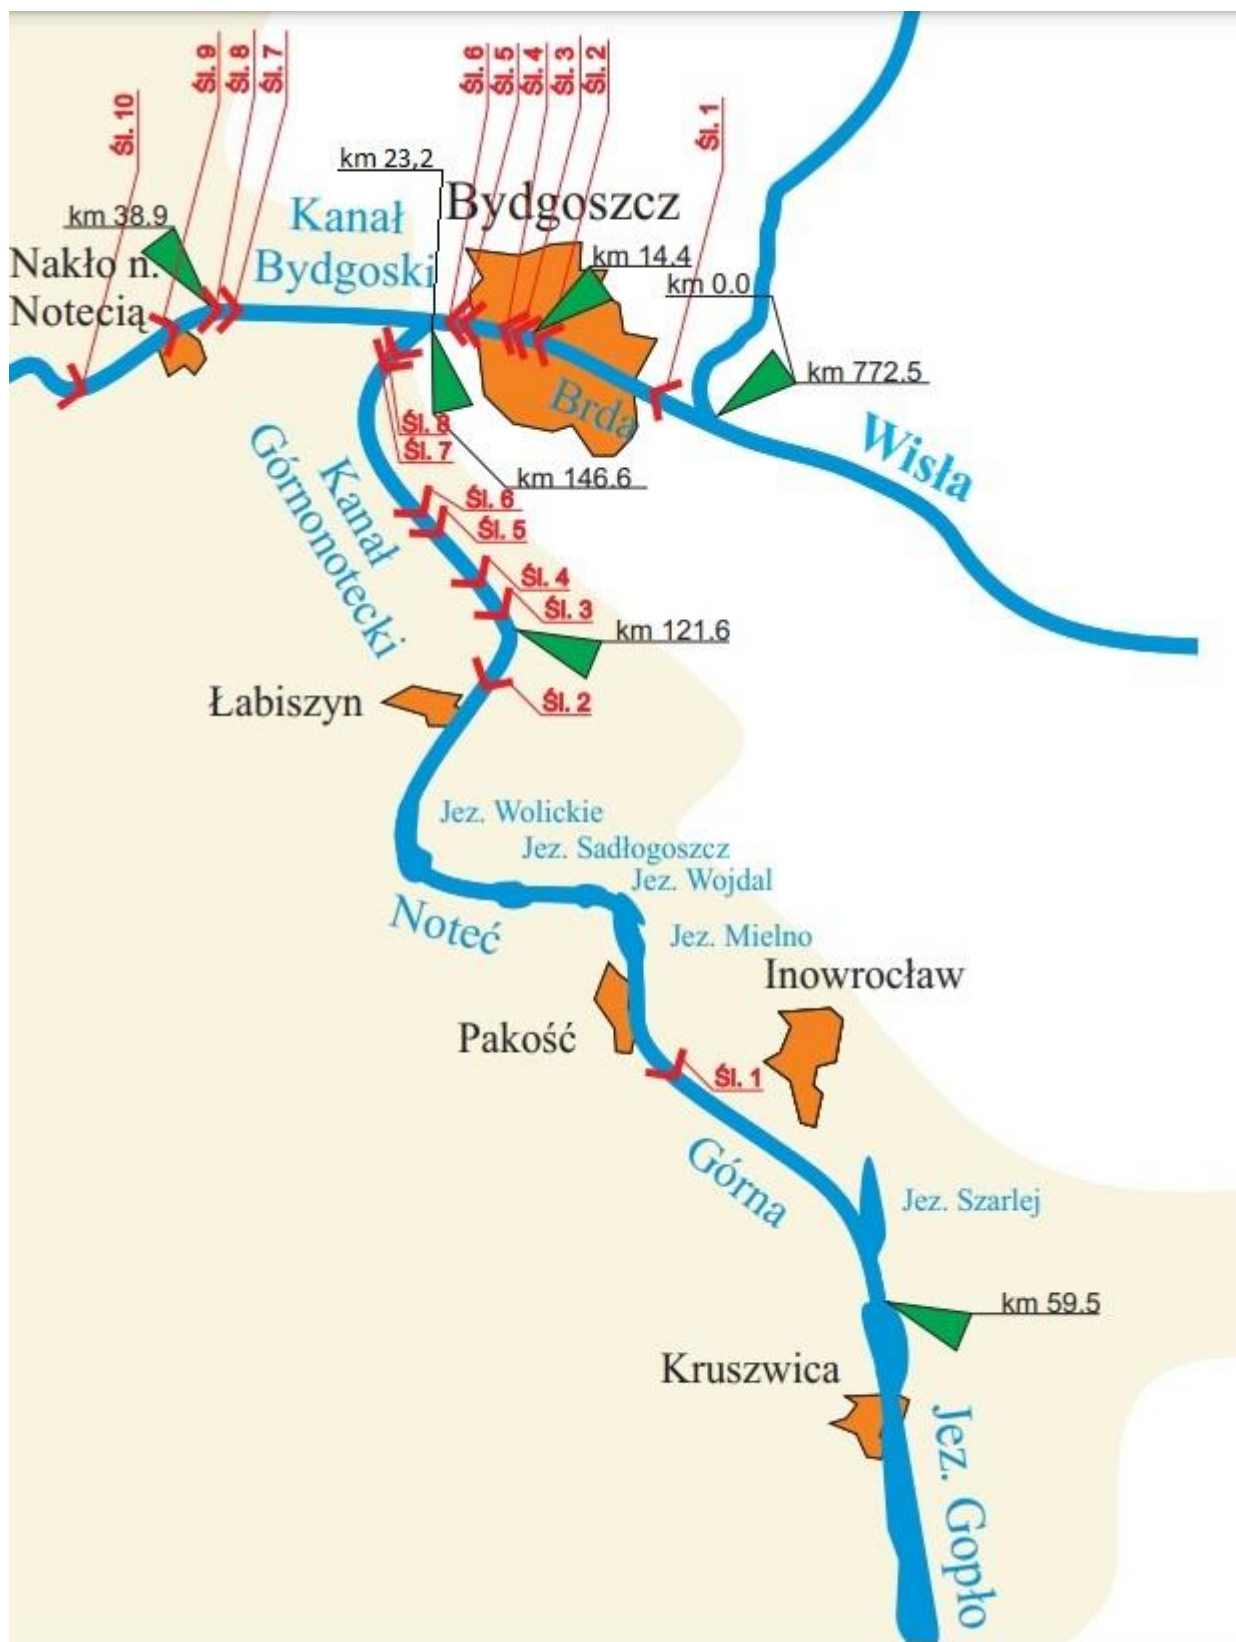 Śl. 10
Śl. 9
Śl. 8
Śl. 7
Śl. 6
Śl. 5
Śl. 4
Śl. 3
Śl. 2
Śl. 1
km 23,2
Bydgoszcz
km 38.9
Kanał
Bydgoski
Nakło n.
Notecią
km 14.4
km 0.0
km 772.5
Brda
Wisła
Śl. 8
Śl. 7
km 146.6
Kanał
Górnonotecki
Śl. 6
Śl. 5
Śl. 4
Śl. 3
km 121.6
Łabiszyn
Śl. 2
Jez. Wolickie
Jez. Sadłogoszcz
Jez. Wojdal
Noteć
Jez. Mielno
Inowrocław
Pakość
Śl. 1
Górna
Jez. Szarlej
km 59.5
Kruszwica
Jez. Gopło